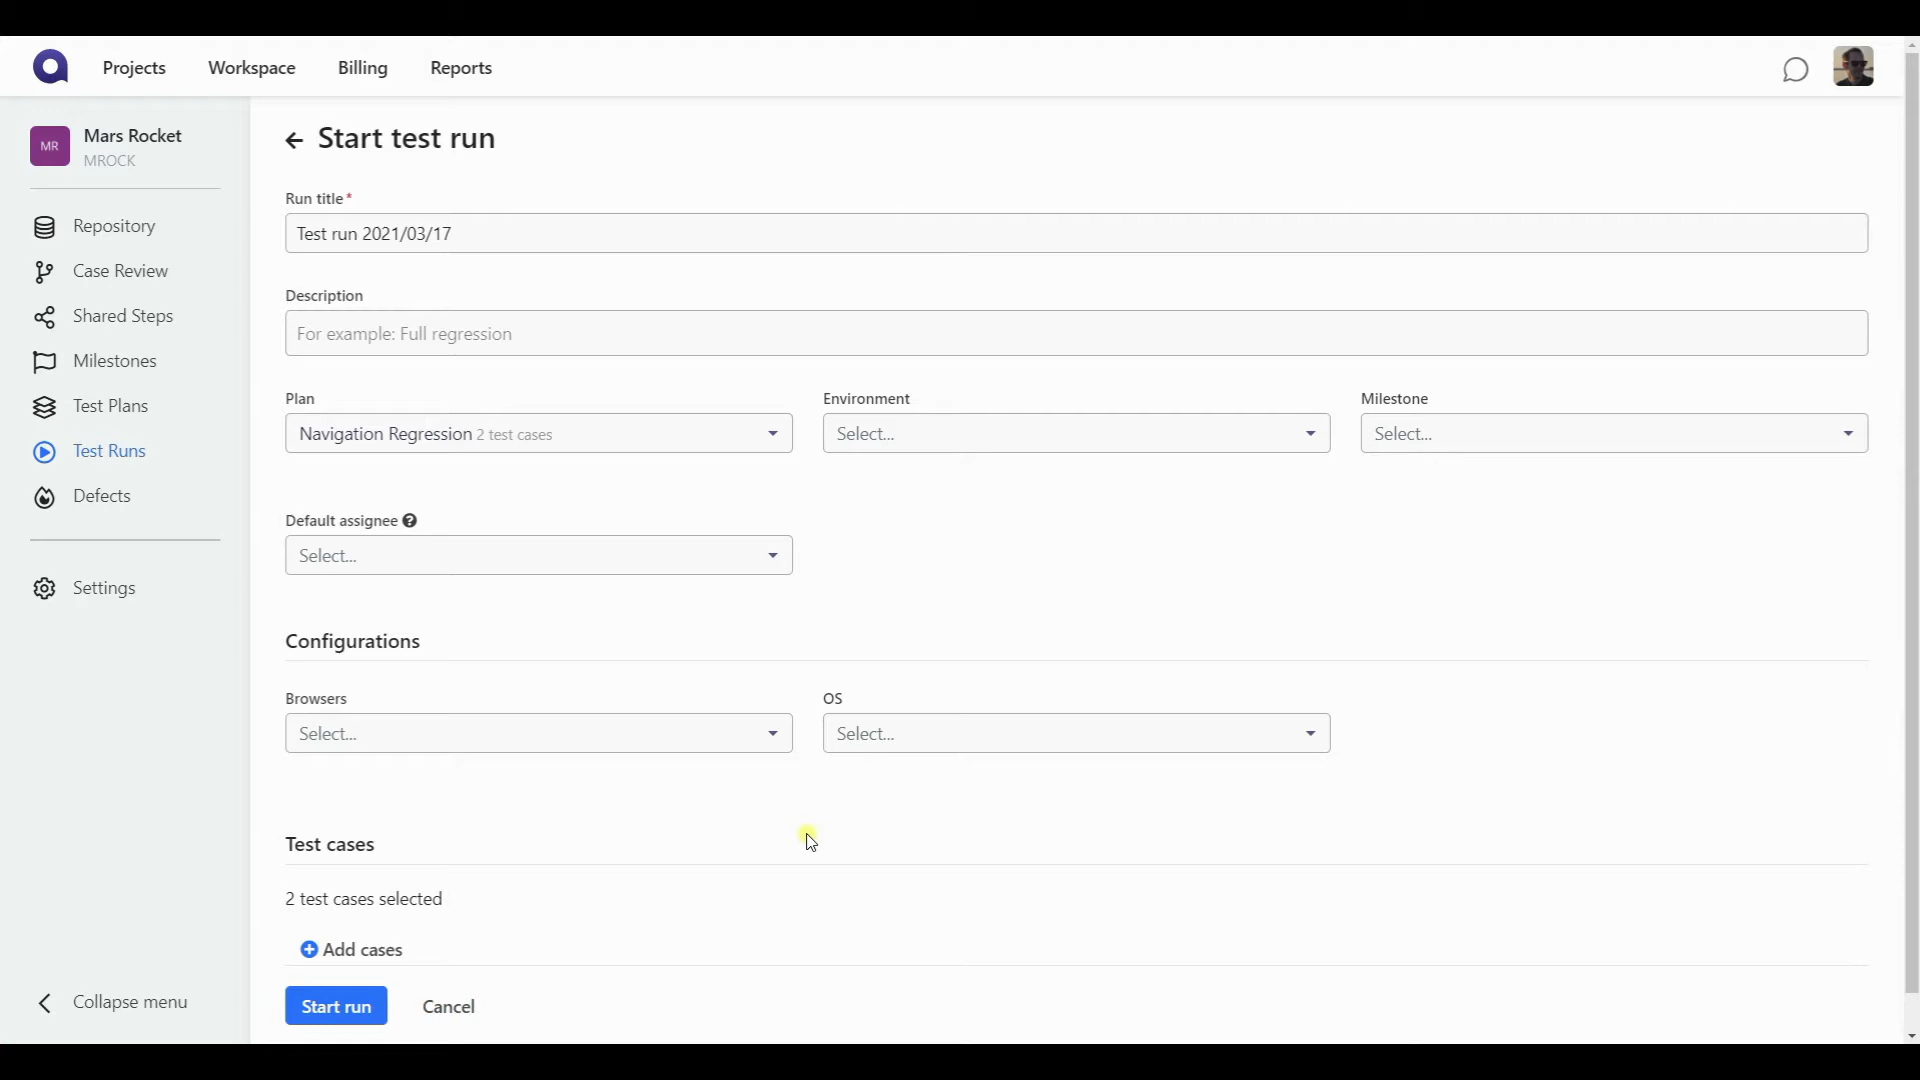 Projects
Workspace
Billing
Reports
MR
Mars Rocket
MROCK
Repository
Case Review
Shared Steps
Milestones
Test Plans
Test Runs
Defects
Settings
Collapse menu
Start test run
Run title*
Test run 2021/03/17
Description
For example: Full regression
Plan
Navigation Regression 2 test cases
Environment
Select...
Milestone
Select...
Default assignee ?
Select...
Configurations
Browsers
Select...
OS
Select...
Test cases
2 test cases selected
Add cases
Start run
Cancel